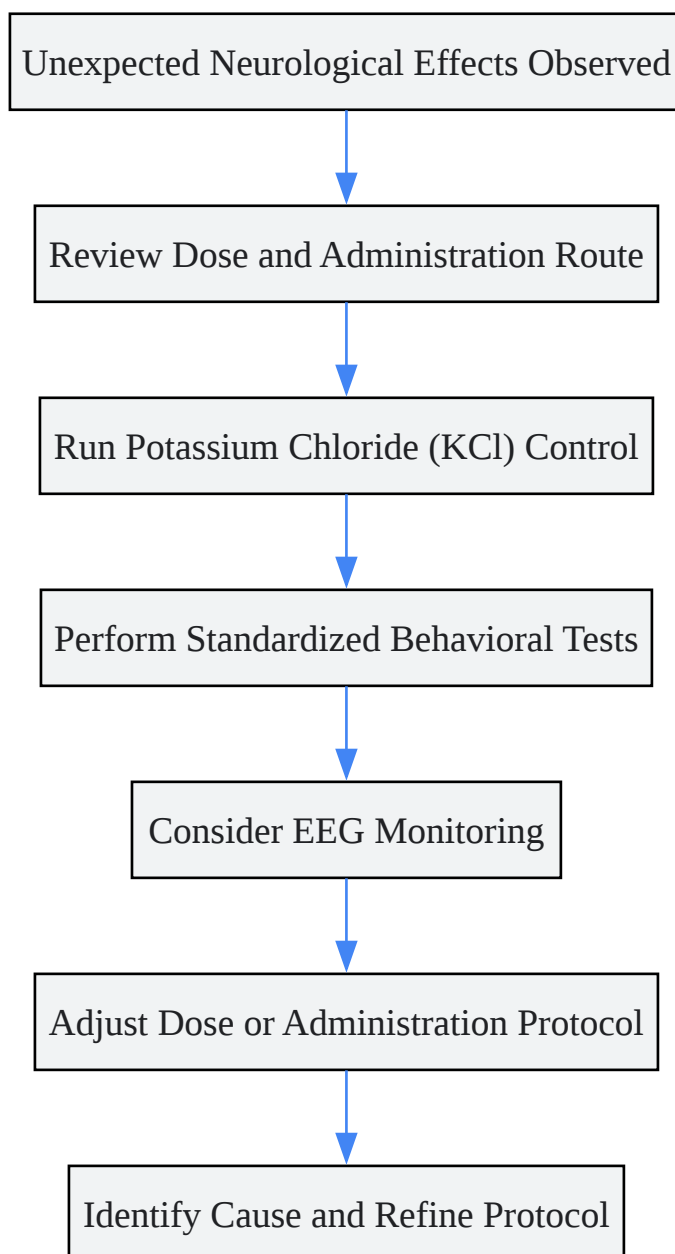 Unexpected Neurological Effects Observed
Review Dose and Administration Route
Run Potassium Chloride (KCl) Control
Perform Standardized Behavioral Tests
Consider EEG Monitoring
Adjust Dose or Administration Protocol
Identify Cause and Refine Protocol